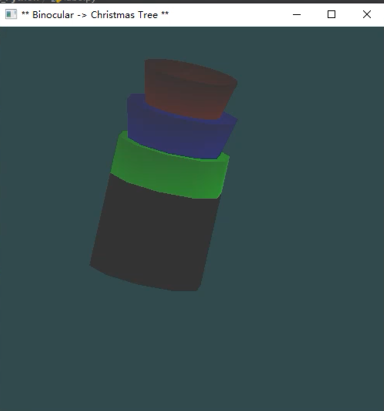 ** Binocular -> Christmas Tree **